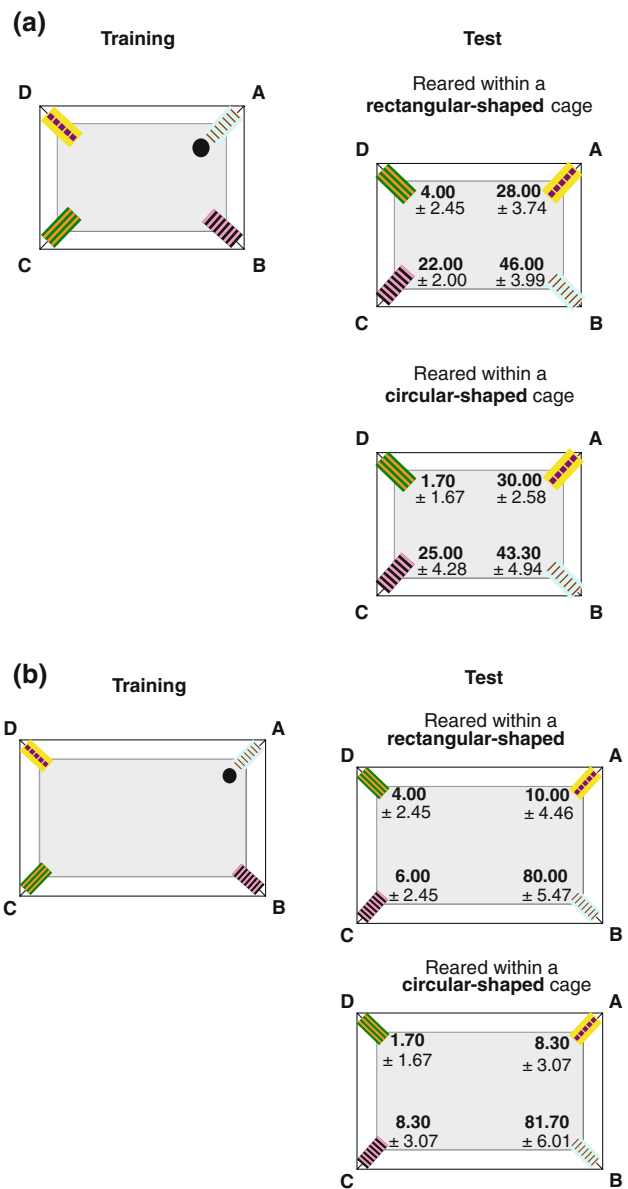 (a)
Training
Test
Reared within a
rectangular-shaped cage
D
A
C
B
D
A
4.00
± 2.45
28.00
± 3.74
22.00
± 2.00
46.00
± 3.99
C
B
Reared within a
circular-shaped cage
D
A
1.70
± 1.67
30.00
± 2.58
25.00
± 4.28
43.30
± 4.94
C
B
(b)
Training
Test
Reared within a
rectangular-shaped
D
A
C
B
D
A
4.00
± 2.45
10.00
± 4.46
6.00
± 2.45
80.00
± 5.47
C
B
Reared within a
circular-shaped cage
D
A
1.70
± 1.67
8.30
± 3.07
8.30
± 3.07
81.70
± 6.01
C
B